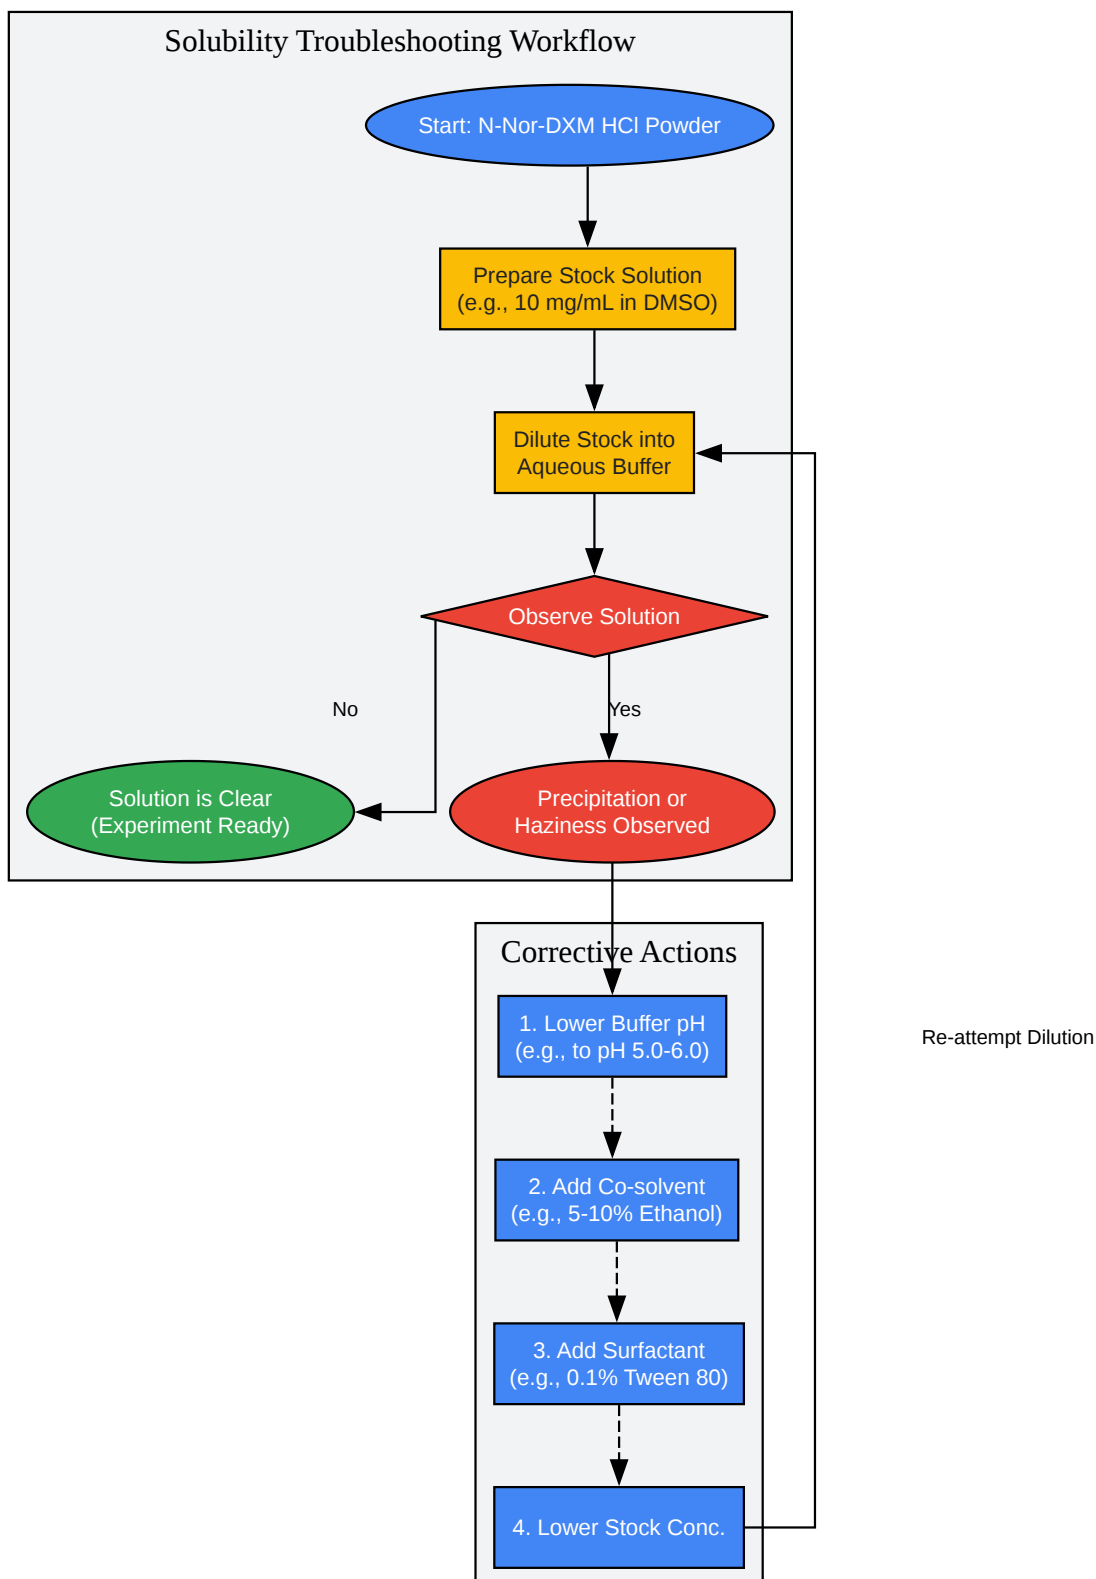 Solubility Troubleshooting Workflow
Start: N-Nor-DXM HCl Powder
Prepare Stock Solution
(e.g., 10 mg/mL in DMSO)
Dilute Stock into
Aqueous Buffer
Observe Solution
No
Yes
Solution is Clear
(Experiment Ready)
Precipitation or
Haziness Observed
Corrective Actions
1. Lower Buffer pH
(e.g., to pH 5.0-6.0)
Re-attempt Dilution
2. Add Co-solvent
(e.g., 5-10% Ethanol)
3. Add Surfactant
(e.g., 0.1% Tween 80)
4. Lower Stock Conc.